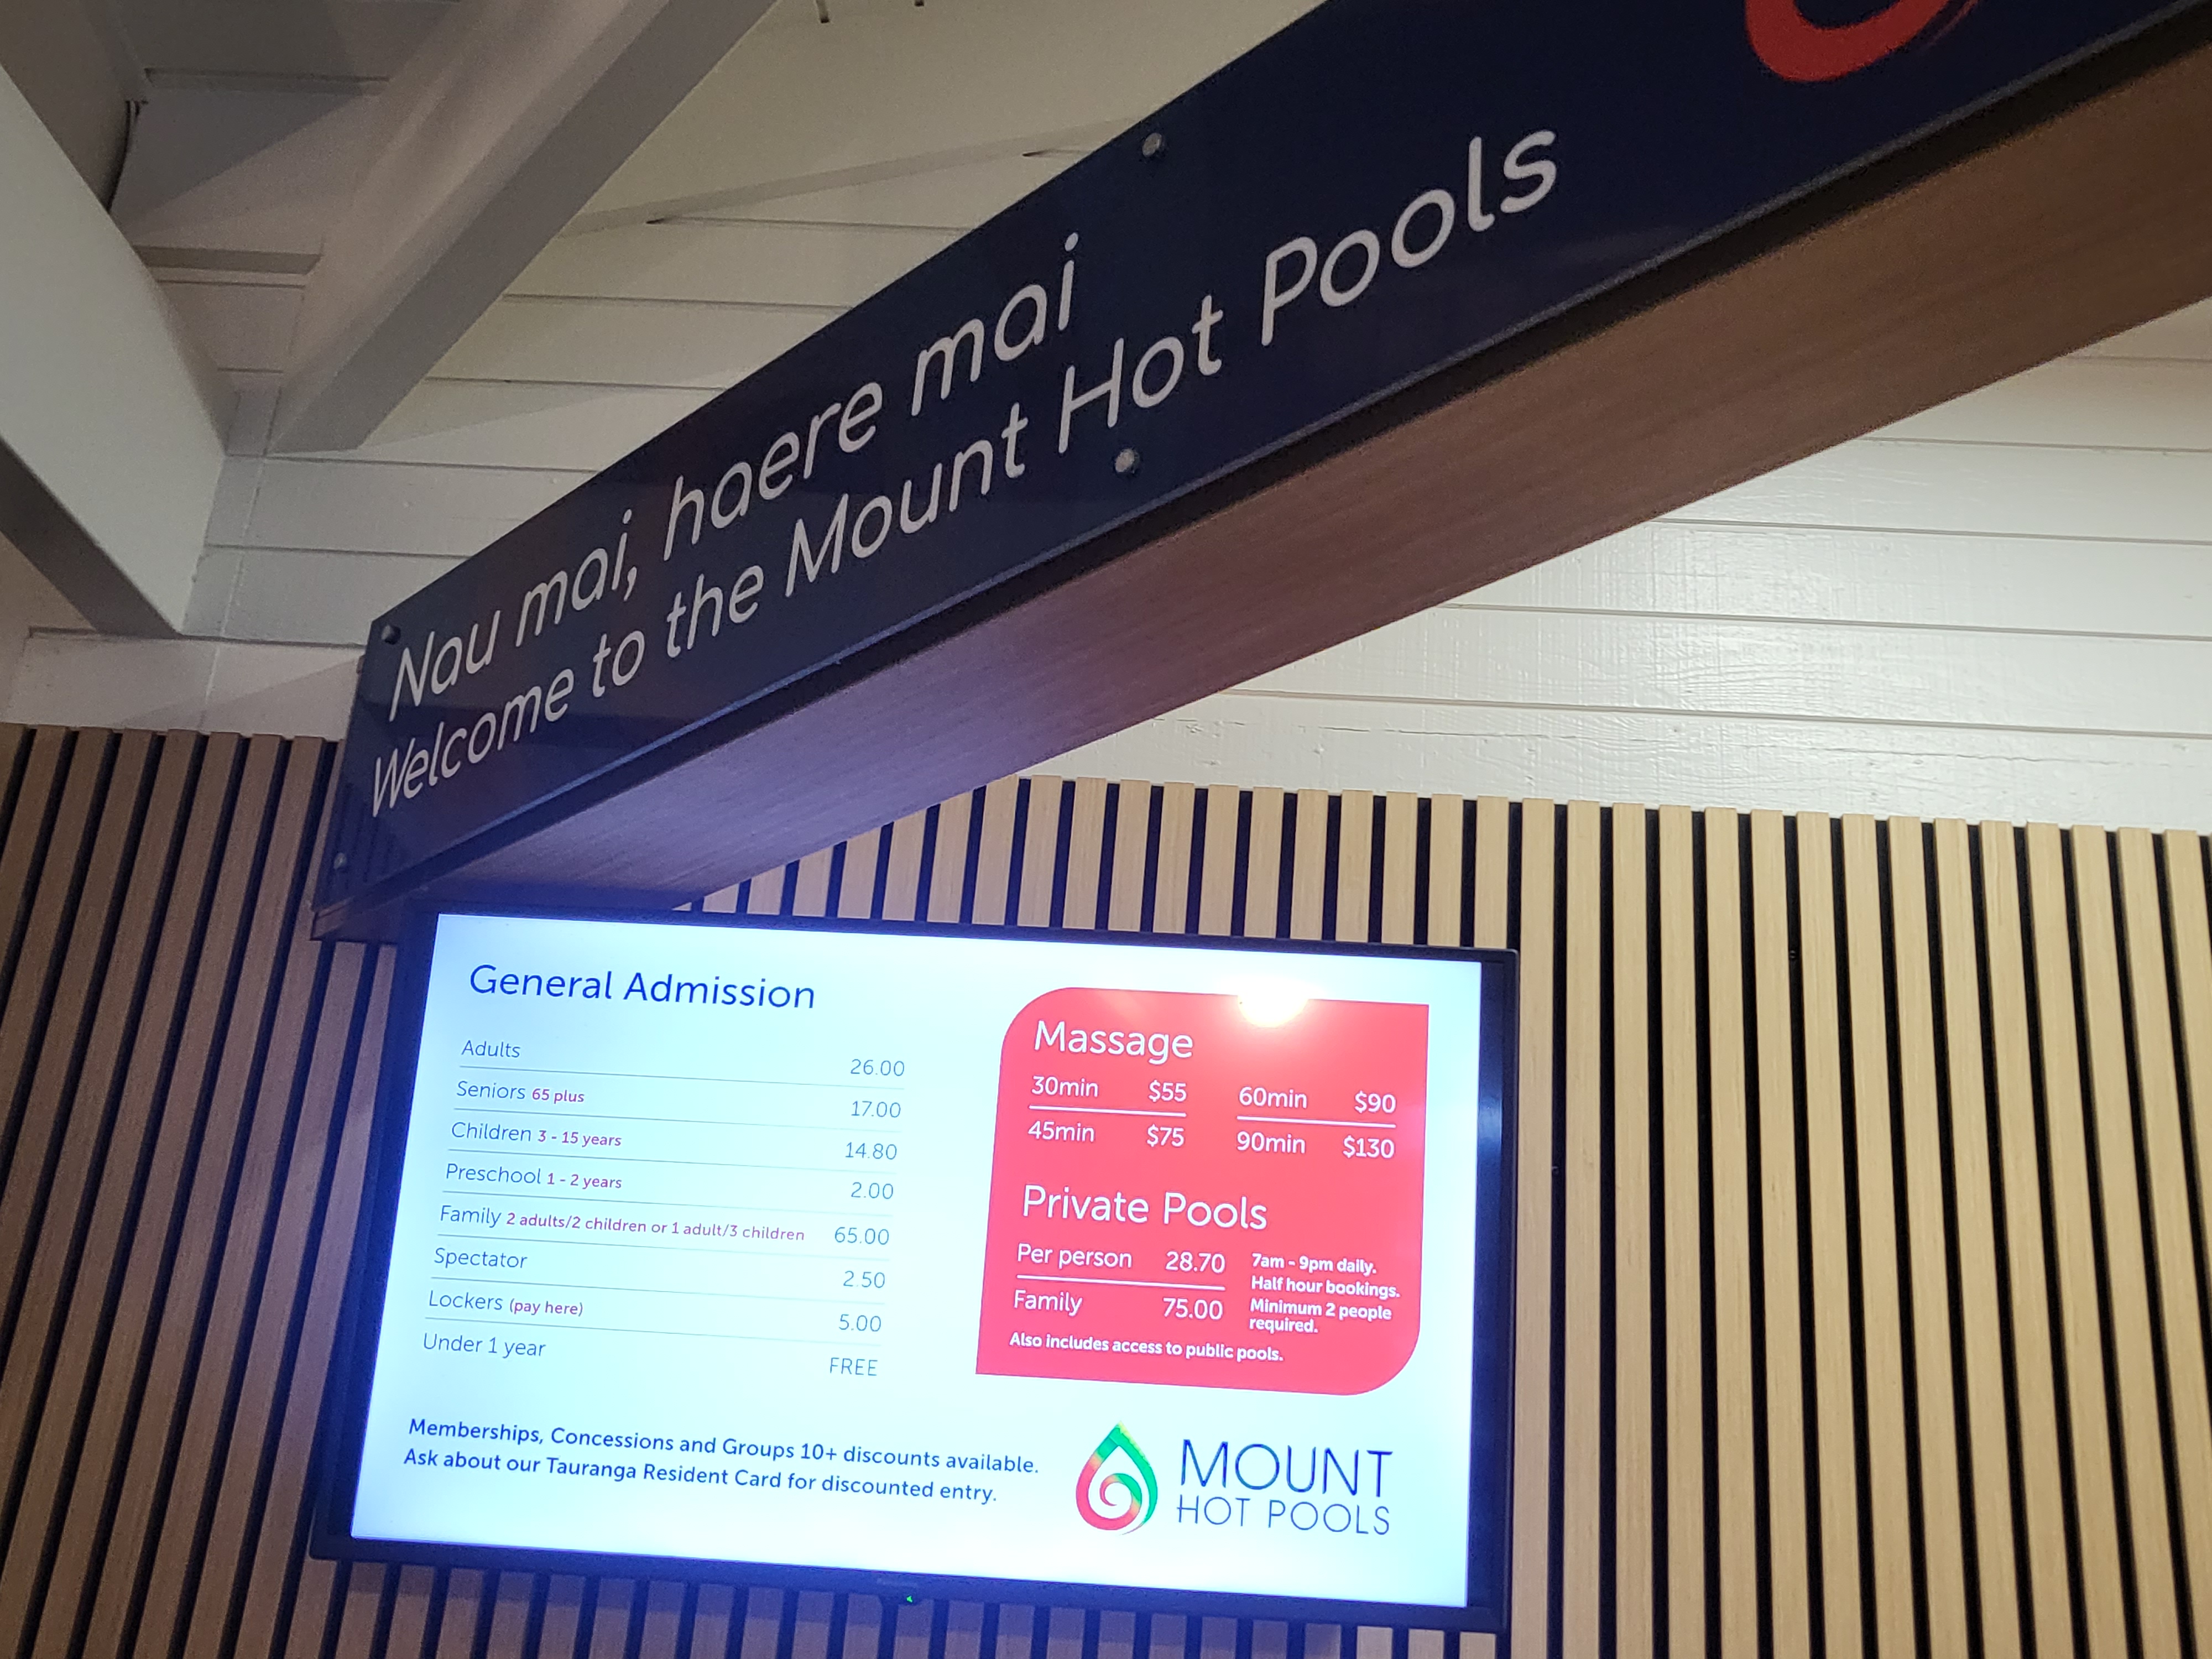 Nau mai, haere mai
Welcome to the Mount Hot Pools
General Admission
Adults 26.00
Seniors 65 plus 17.00
Children 3 - 15 years 14.80
Preschool 1 - 2 years 2.00
Family 2 adults/2 children or 1 adult/3 children 65.00
Spectator 2.50
Lockers (pay here) 5.00
Under 1 year FREE
Massage
30min $55 60min $90
45min $75 90min $130
Private Pools
Per person 28.70
Family 75.00
7am - 9pm daily.
Half hour bookings.
Minimum 2 people
required.
Also includes access to public pools.
Memberships, Concessions and Groups 10+ discounts available.
Ask about our Tauranga Resident Card for discounted entry.
MOUNT
HOT POOLS